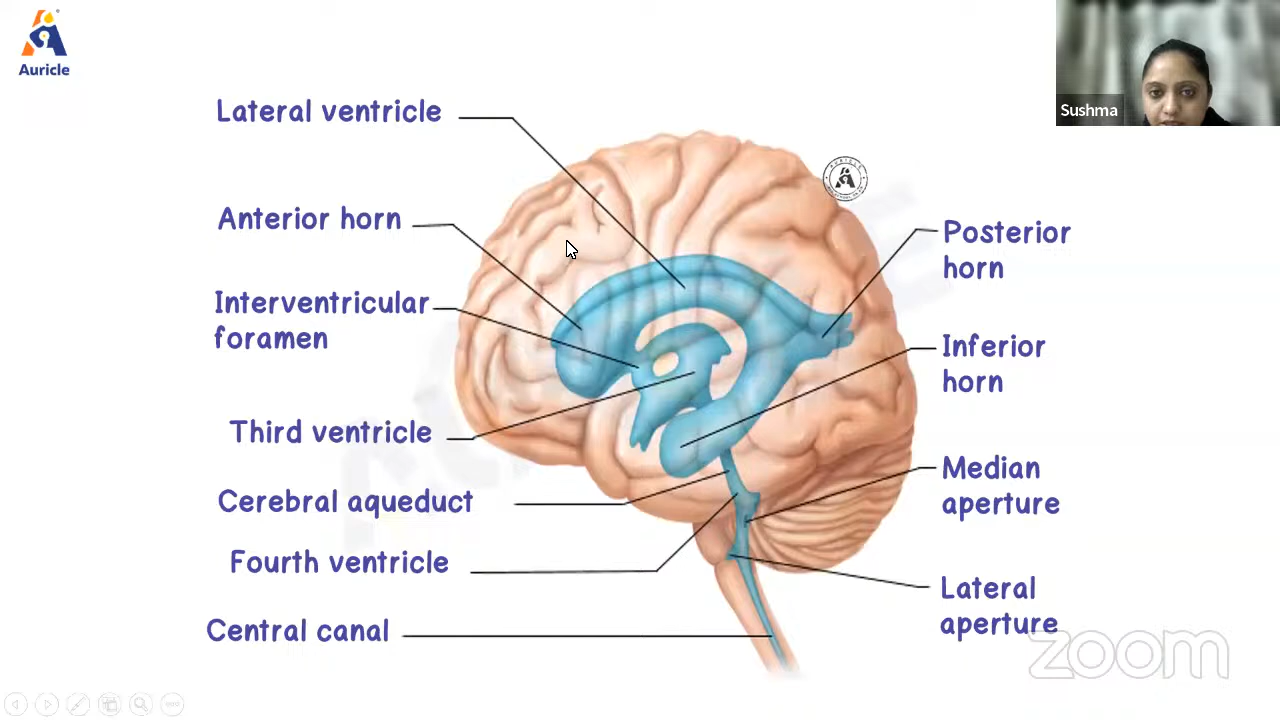 Auricle
Sushma
Lateral ventricle
Anterior horn
Interventricular
foramen
Third ventricle
Cerebral aqueduct
Fourth ventricle
Central canal
Posterior
horn
Inferior
horn
Median
aperture
Lateral
aperture
zoom